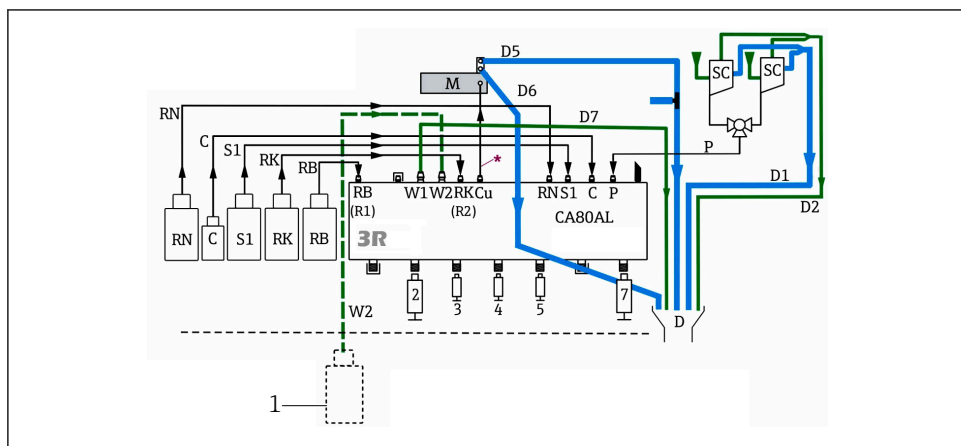 D5
SC
SC
M
D6
RN
D7
C
P
S1
RK
*
RB
D1
RB W1 W2 RK Cu RN S1 C P
(R1) (R2) CA80AL
D2
RN C S1 RK RB
3R
2 3 4 5 7
W2
D
1